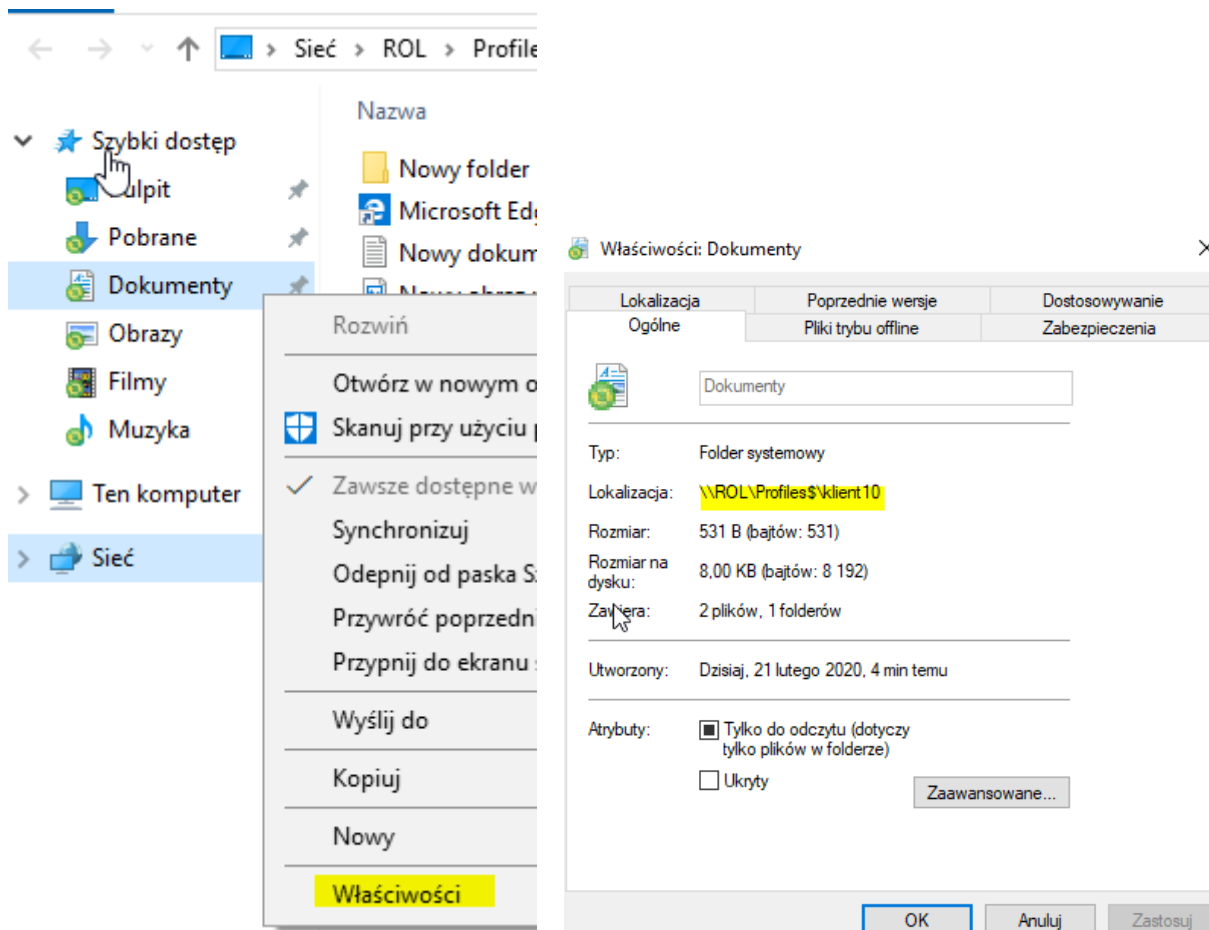 Sieć > ROL > Profile
Nazwa
Szybki dostęp
Pulpit
Pobrane
Dokumenty
Obrazy
Filmy
Muzyka
Ten komputer
Sieć
Nowy folder
Microsoft Ed
Nowy dokum
Rozwiń
Otwórz w nowym o
Skanuj przy użyciu
Zawsze dostępne w
Synchronizuj
Odepnij od paska S
Przywróć poprzedni
Przypnij do ekranu
Wyślij do
Kopiuj
Nowy
Właściwości
Właściwości: Dokumenty
Lokalizacja Poprzednie wersje Dostosowywanie
Ogólne Pliki trybu offline Zabezpieczenia
Dokumenty
Typ: Folder systemowy
Lokalizacja: \\ROL\Profiles$\klient10
Rozmiar: 531 B (bajtów: 531)
Rozmiar na
dysku: 8,00 KB (bajtów: 8 192)
Zawiera: 2 plików, 1 folderów
Utworzony: Dzisiaj, 21 lutego 2020, 4 min temu
Atrybuty: Tylko do odczytu (dotyczy
tylko plików w folderze)
Ukryty
Zaawansowane...
OK Anuluj Zastosuj